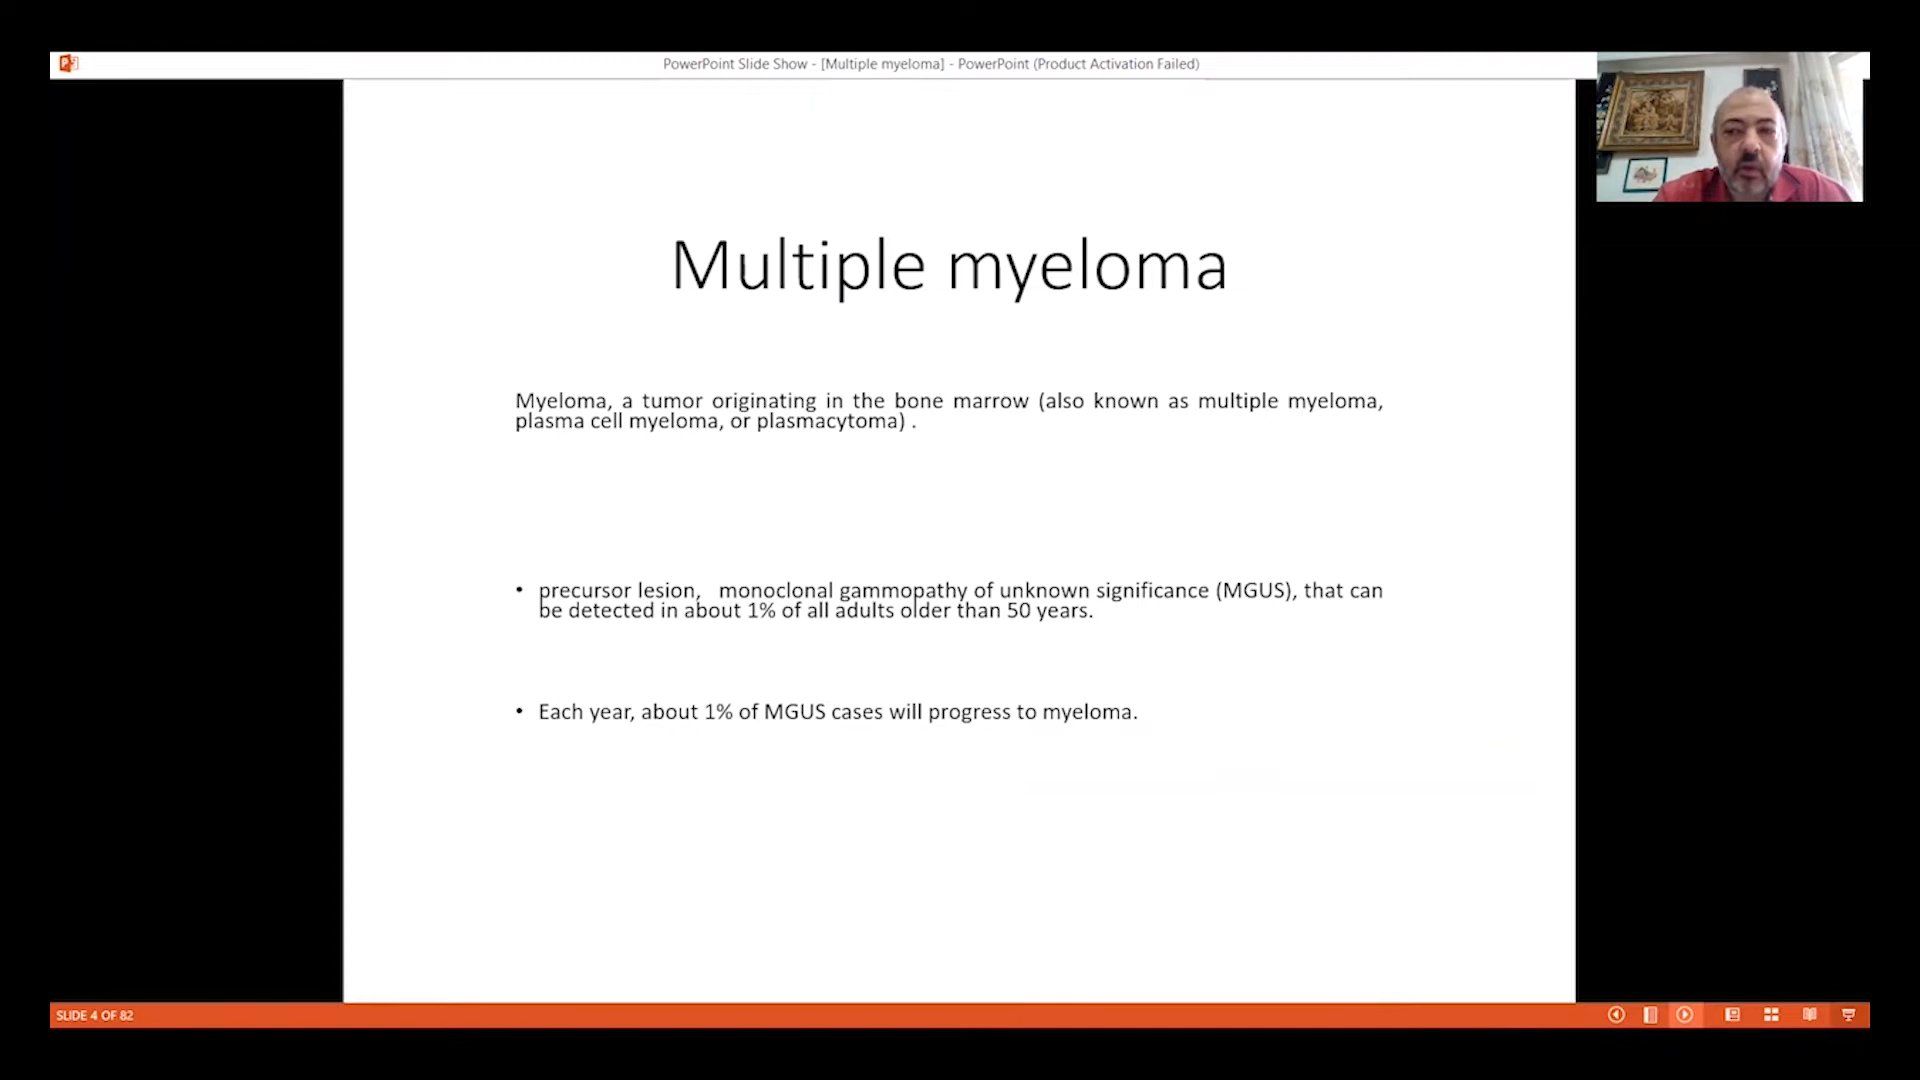 PowerPoint Slide Show - [Multiple myeloma] - PowerPoint (Product Activation Failed)
Multiple myeloma
Myeloma, a tumor originating in the bone marrow (also known as multiple myeloma,
plasma cell myeloma, or plasmacytoma) .
• precursor lesion, monoclonal gammopathy of unknown significance (MGUS), that can
be detected in about 1% of all adults older than 50 years.
• Each year, about 1% of MGUS cases will progress to myeloma.
SLIDE 4 OF 82